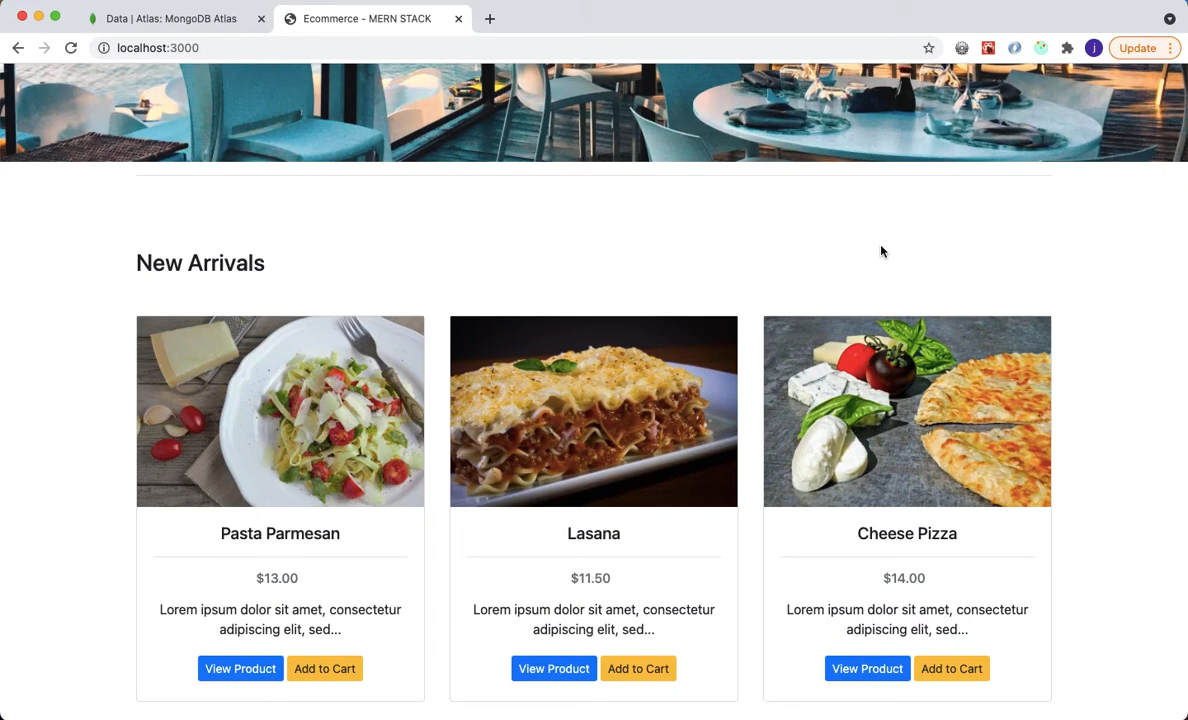 Data | Atlas: MongoDB Atlas
Ecommerce - MERN STACK
localhost:3000
j
Update
New Arrivals
Pasta Parmesan
$13.00
Lorem ipsum dolor sit amet, consectetur
adipiscing elit, sed...
View Product Add to Cart
Lasana
$11.50
Lorem ipsum dolor sit amet, consectetur
adipiscing elit, sed...
View Product Add to Cart
Cheese Pizza
$14.00
Lorem ipsum dolor sit amet, consectetur
adipiscing elit, sed...
View Product Add to Cart